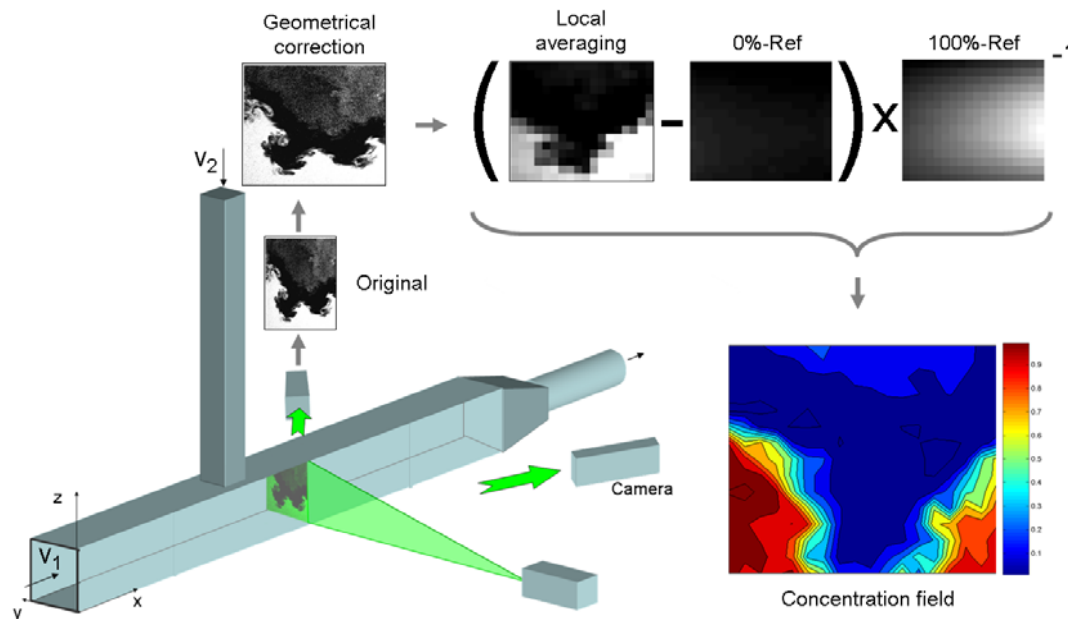 Geometrical
correction
Local
averaging
0%-Ref
100%-Ref
( - ) X
-1
V2
Original
Camera
z
V1
x
y
0.9
0.8
0.7
0.6
0.5
0.4
0.3
0.2
0.1
Concentration field